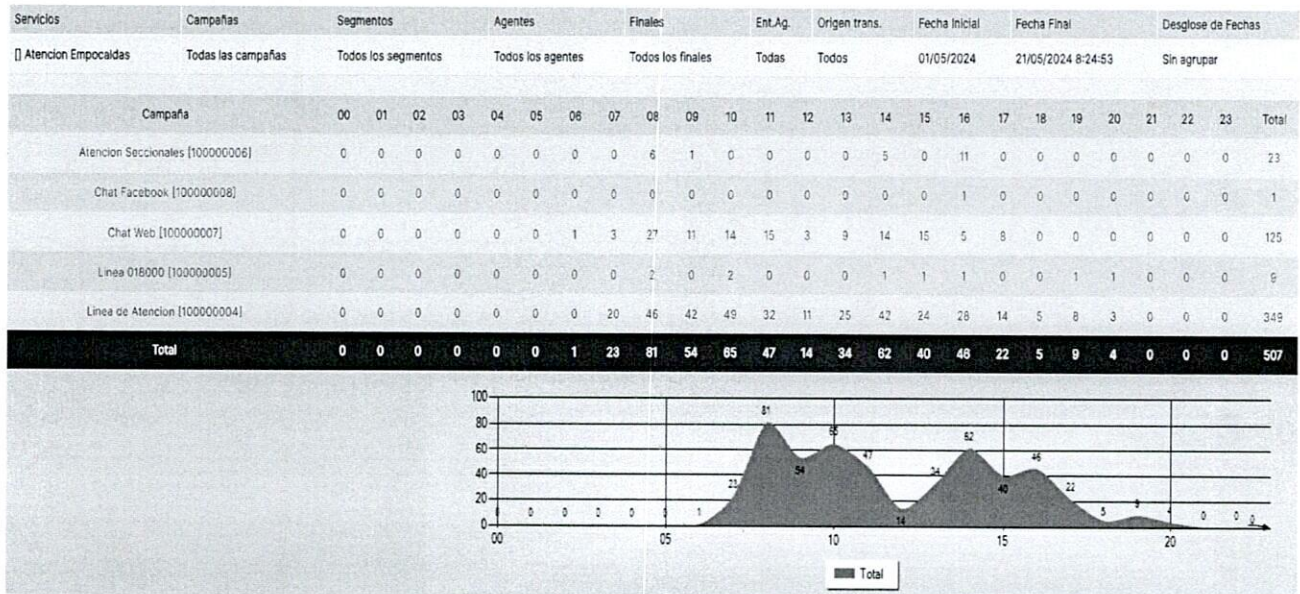 Servicios Campañas Segmentos Agentes Finales Ent.Ag. Origen trans. Fecha Inicial Fecha Final Desglose de Fechas
[] Atencion Empocaldas Todas las campañas Todos los segmentos Todos los agentes Todos los finales Todas Todos 01/05/2024 21/05/2024 8:24:53 Sin agrupar
Campaña 00 01 02 03 04 05 06 07 08 09 10 11 12 13 14 15 16 17 18 19 20 21 22 23 Total
Atencion Seccionales [100000006] 0 0 0 0 0 0 0 0 6 1 0 0 0 0 5 0 11 0 0 0 0 0 0 0 23
Chat Facebook [100000008] 0 0 0 0 0 0 0 0 0 0 0 0 0 0 0 0 1 0 0 0 0 0 0 0 1
Chat Web [100000007] 0 0 0 0 0 0 1 3 27 11 14 15 3 9 14 15 5 8 0 0 0 0 0 0 125
Linea 018000 [100000005] 0 0 0 0 0 0 0 0 2 0 2 0 0 0 1 1 1 0 0 1 1 0 0 0 9
Linea de Atencion [100000004] 0 0 0 0 0 0 0 20 46 42 49 32 11 25 42 24 28 14 5 8 3 0 0 0 349
Total 0 0 0 0 0 0 1 23 81 54 65 47 14 34 62 40 46 22 5 9 4 0 0 0 507
100
81
80
65
62
60
54
47
46
40
40
34
23
22
20
0 0 0 0 0 0 1 14 5 9 4 0 0 0
0
00 05 10 15 20
Total